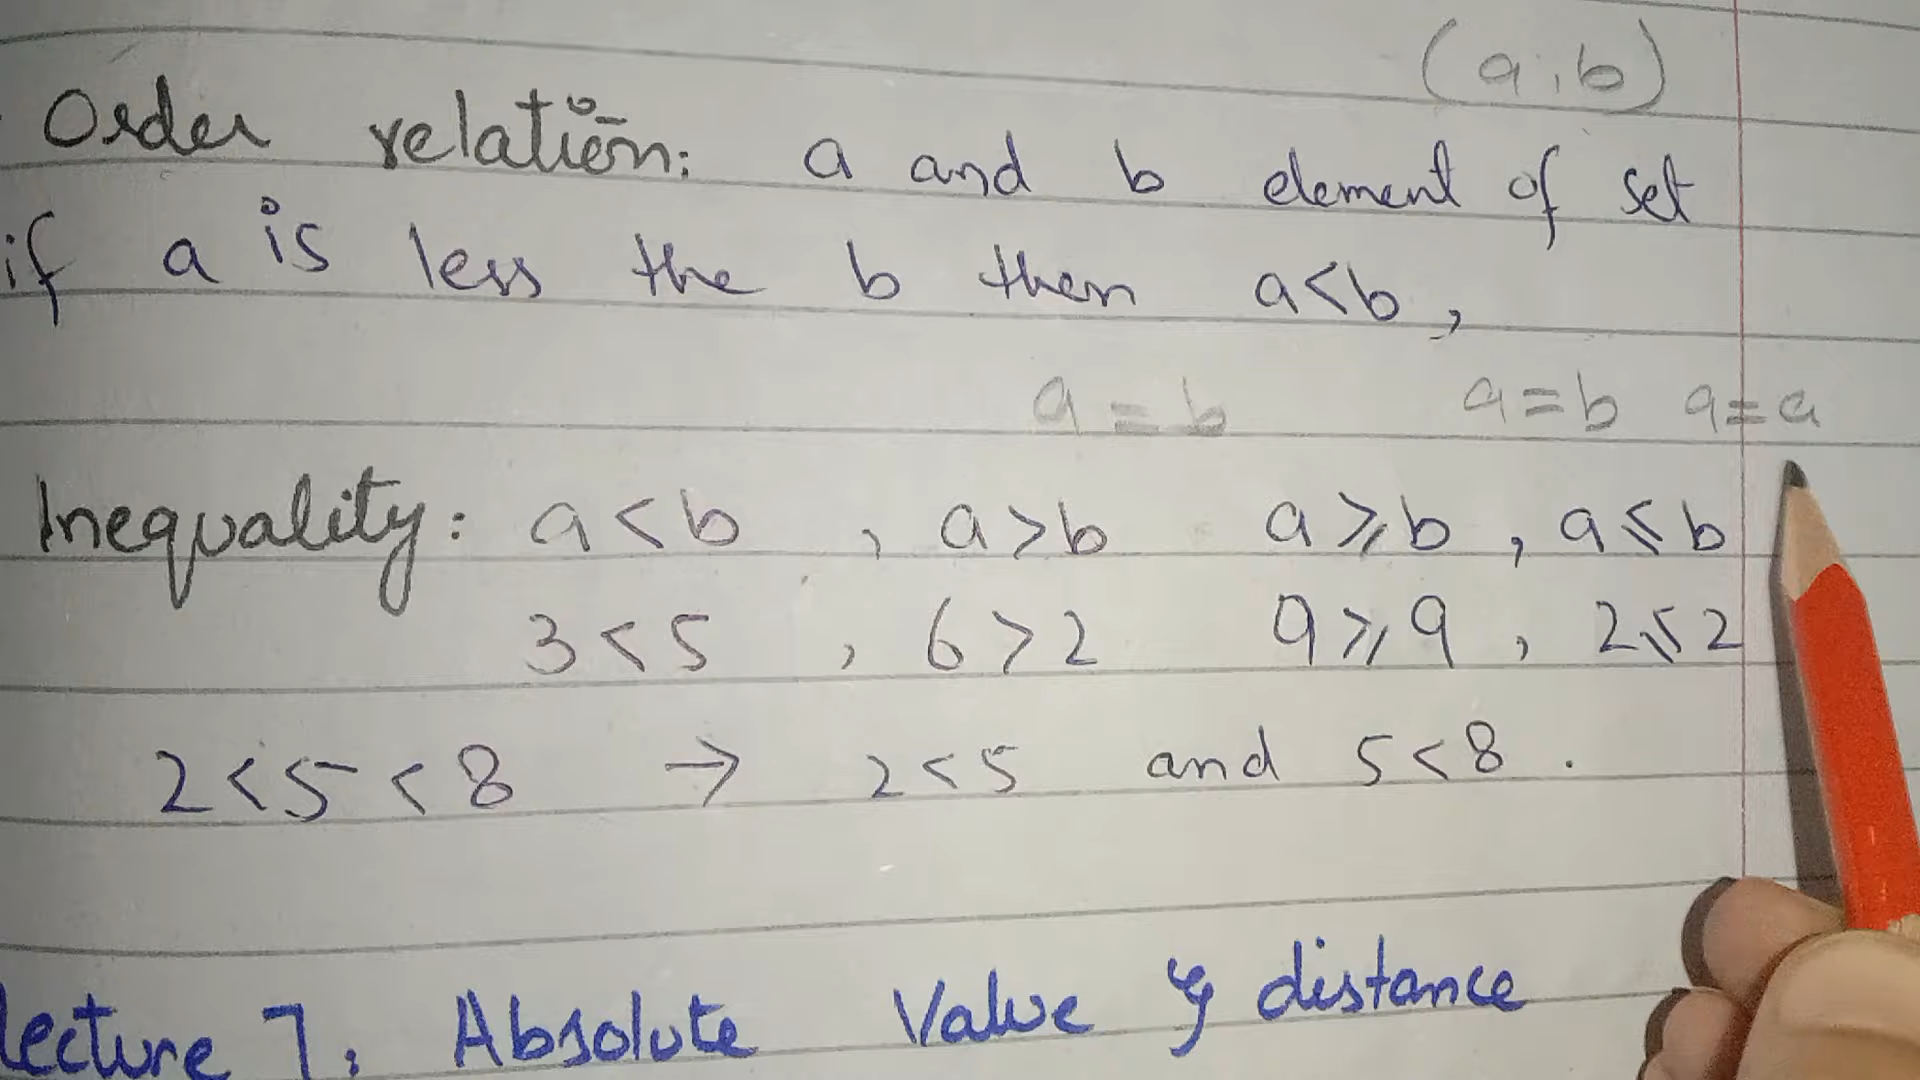 (a, b)
Order relation: a and b element of set
if a is less the b then a<b,
a = b a=b a=a
Inequality: a<b , a>b a⩾b , a⩽b
3<5 , 6>2 9⩾9 , 2⩽2
2<5<8 → 2<5 and 5<8 .
lecture 7: Absolute Value & distance